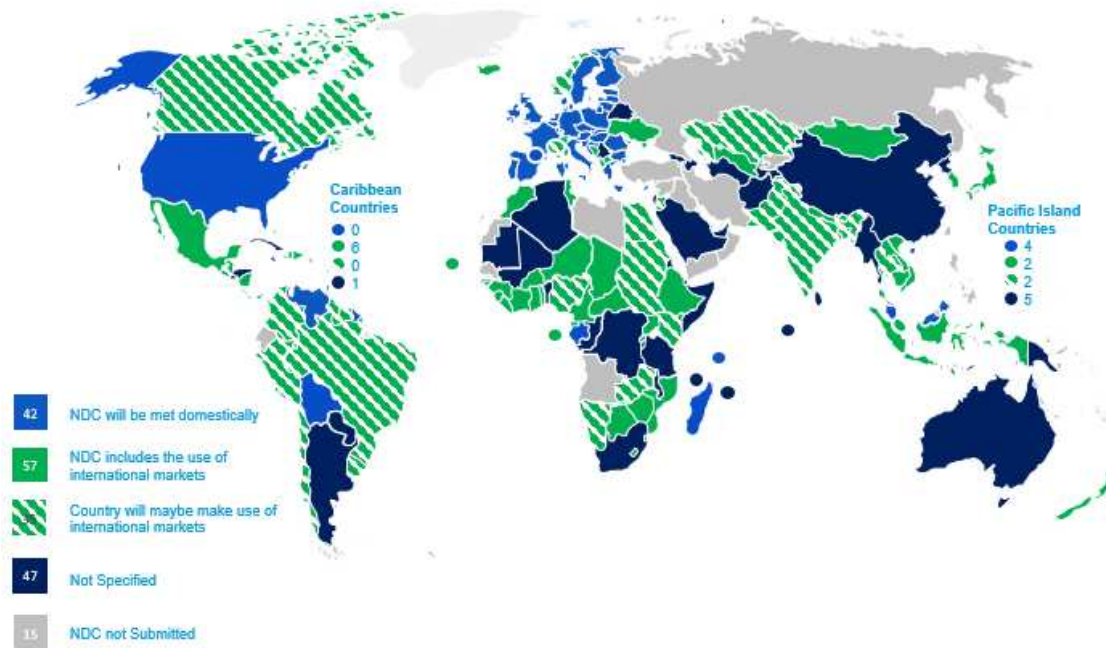 Caribbean
Countries
0
6
0
1
Pacific Island
Countries
4
2
2
5
42 NDC will be met domestically
57 NDC includes the use of
international markets
Country will maybe make use of
international markets
47 Not Specified
15 NDC not Submitted